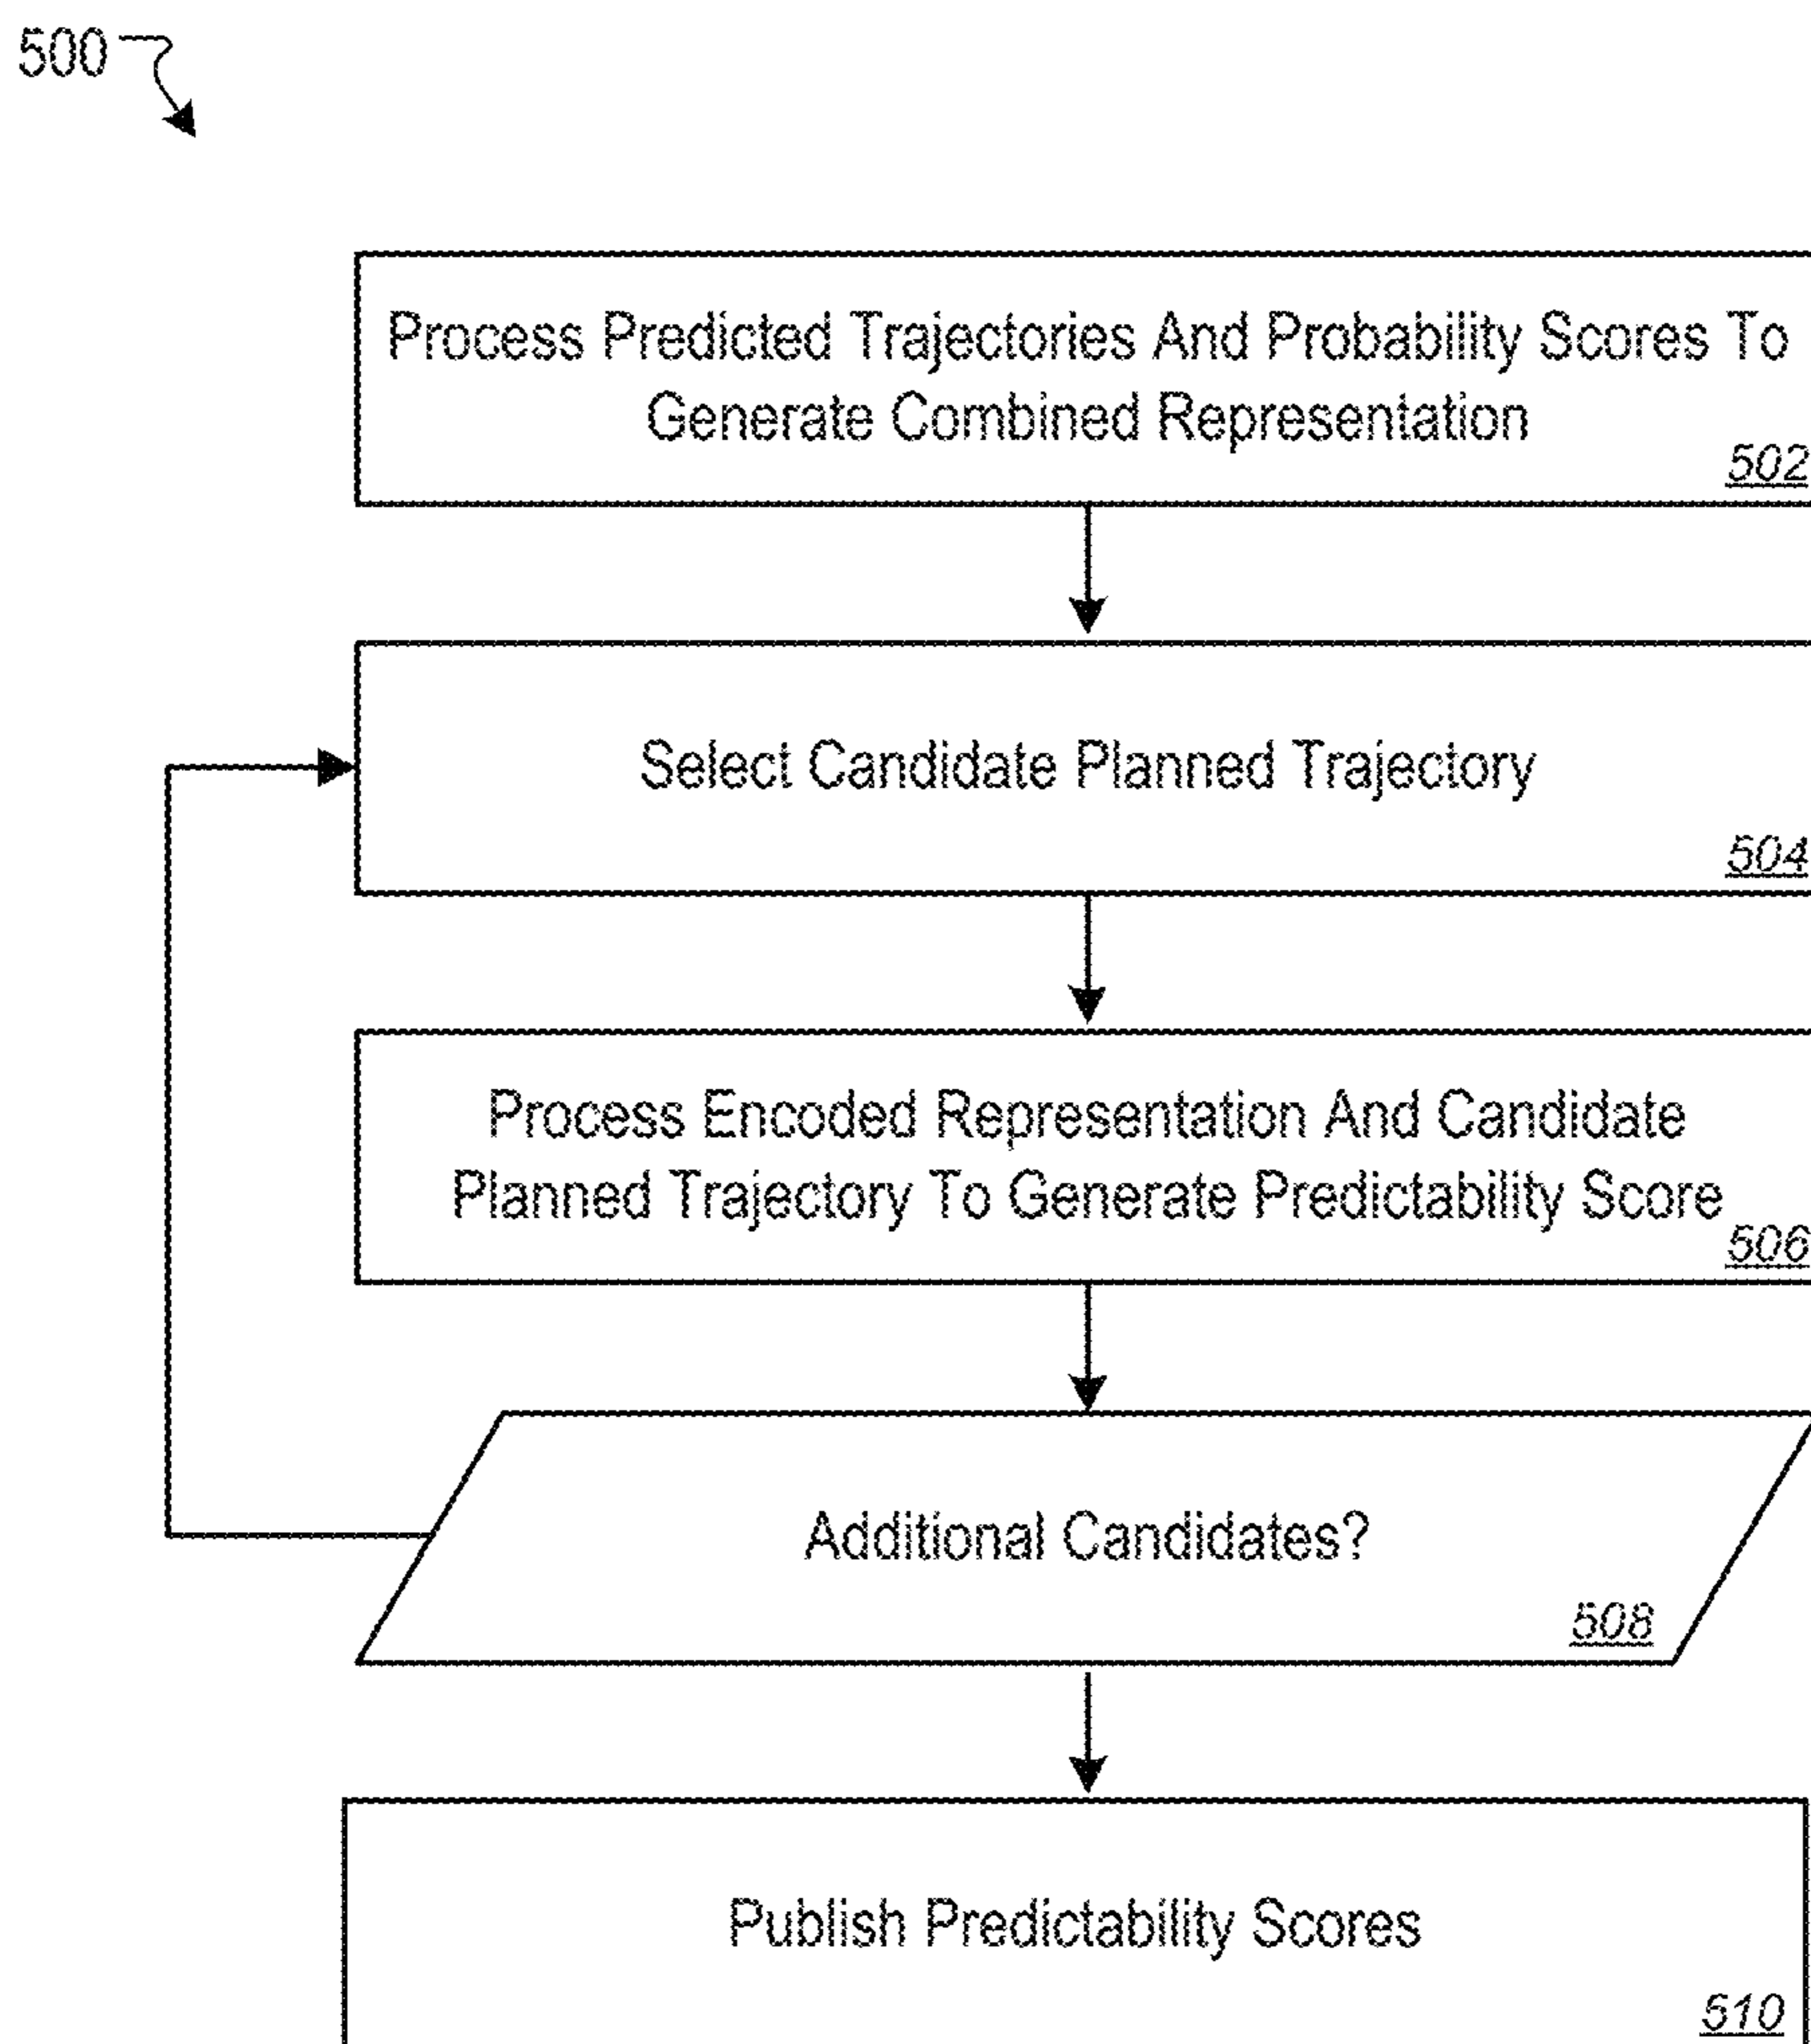 500
Process Predicted Trajectories And Probability Scores To
Generate Combined Representation
502
Select Candidate Planned Trajectory
504
Process Encoded Representation And Candidate
Planned Trajectory To Generate Predictability Score
506
Additional Candidates?
508
Publish Predictability Scores
510